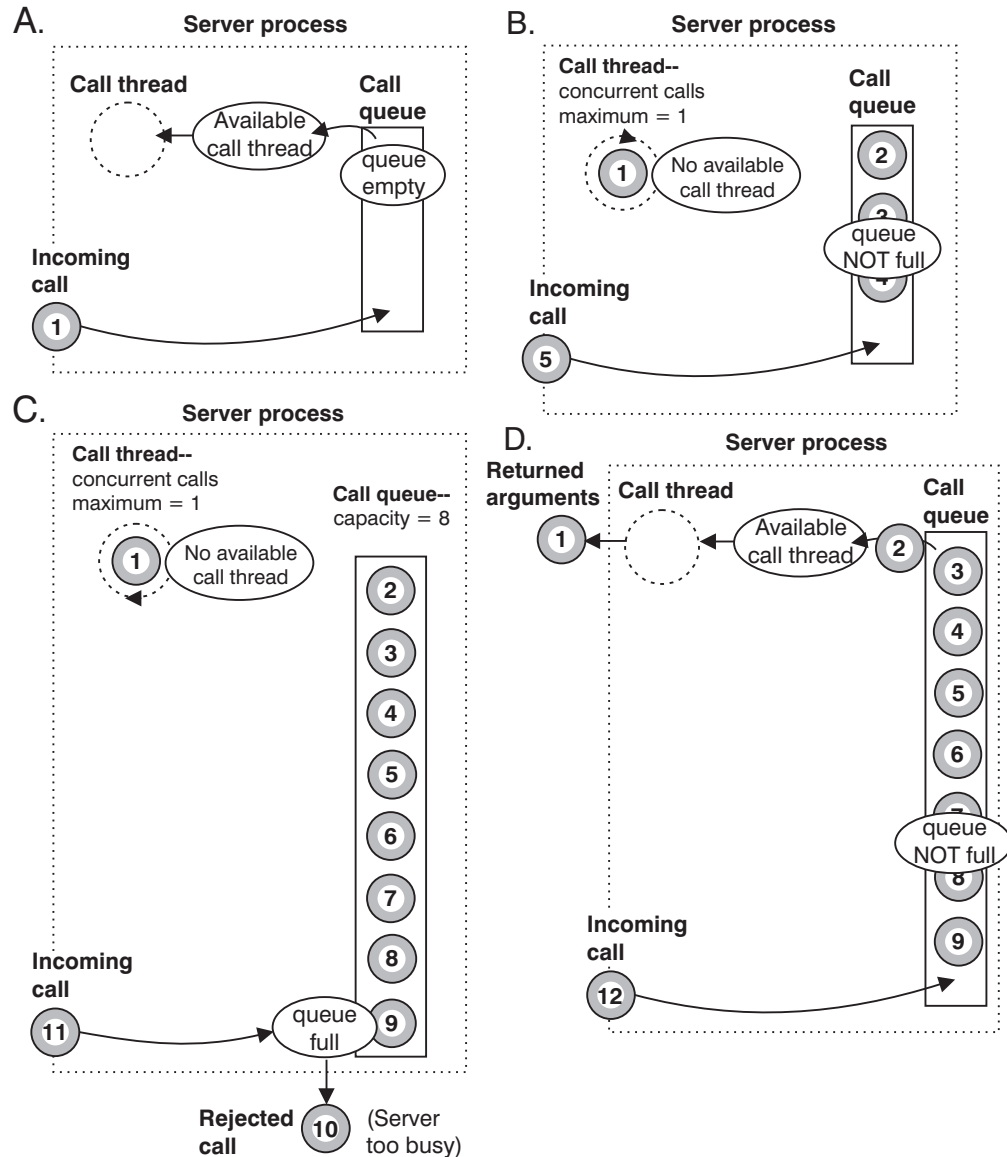 A.
Server process
Call thread
Call
queue
Available
call thread
queue
empty
Incoming
call
1
B.
Server process
Call thread--
concurrent calls
maximum = 1
Call
queue
1
No available
call thread
2
3
queue
NOT full
4
Incoming
call
5
C.
Server process
Call thread--
concurrent calls
maximum = 1
Call queue--
capacity = 8
1
No available
call thread
2
3
4
5
6
7
8
9
Incoming
call
11
queue
full
Rejected
call
10
(Server
too busy)
D.
Server process
Returned
arguments
Call thread
Call
queue
1
Available
call thread
2
3
4
5
6
7
queue
NOT full
8
9
Incoming
call
12